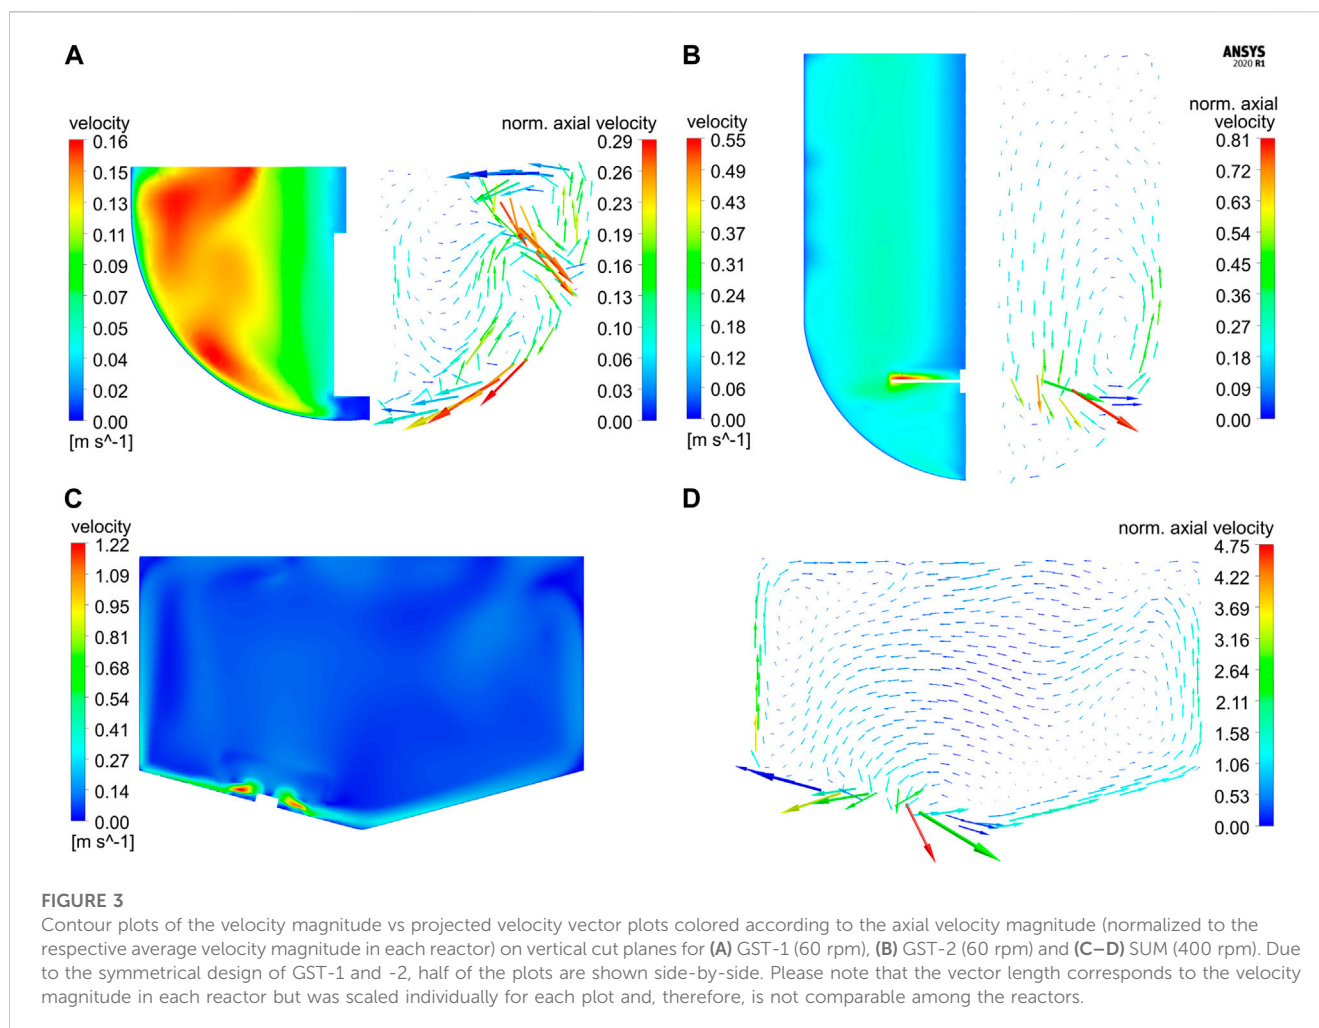 A
velocity
0.16
0.15
0.13
0.11
0.09
0.07
0.05
0.04
0.02
0.00
[m s^-1]
norm. axial velocity
0.29
0.26
0.23
0.19
0.16
0.13
0.10
0.06
0.03
0.00
B
ANSYS
2020 R1
velocity
0.55
0.49
0.43
0.37
0.31
0.24
0.18
0.12
0.06
0.00
[m s^-1]
norm. axial
velocity
0.81
0.72
0.63
0.54
0.45
0.36
0.27
0.18
0.09
0.00
C
velocity
1.22
1.09
0.95
0.81
0.68
0.54
0.41
0.27
0.14
0.00
[m s^-1]
D
norm. axial velocity
4.75
4.22
3.69
3.16
2.64
2.11
1.58
1.06
0.53
0.00
FIGURE 3
Contour plots of the velocity magnitude vs projected velocity vector plots colored according to the axial velocity magnitude (normalized to the
respective average velocity magnitude in each reactor) on vertical cut planes for (A) GST-1 (60 rpm), (B) GST-2 (60 rpm) and (C–D) SUM (400 rpm). Due
to the symmetrical design of GST-1 and -2, half of the plots are shown side-by-side. Please note that the vector length corresponds to the velocity
magnitude in each reactor but was scaled individually for each plot and, therefore, is not comparable among the reactors.